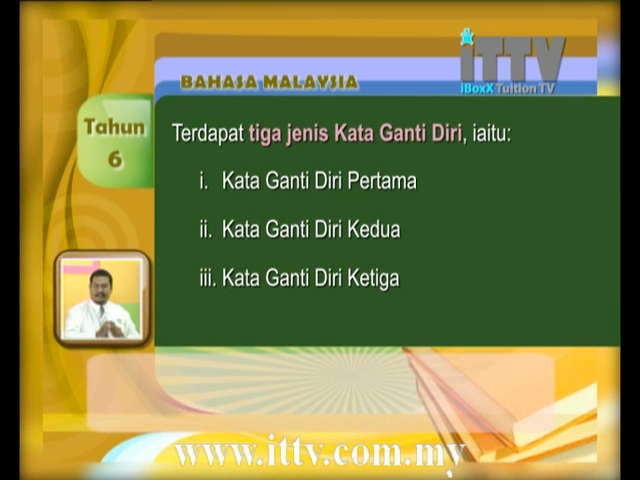 iTTV
iBoxX Tuition TV
BAHASA MALAYSIA
Tahun
6
Terdapat tiga jenis Kata Ganti Diri, iaitu:
i. Kata Ganti Diri Pertama
ii. Kata Ganti Diri Kedua
iii. Kata Ganti Diri Ketiga
www.ittv.com.my